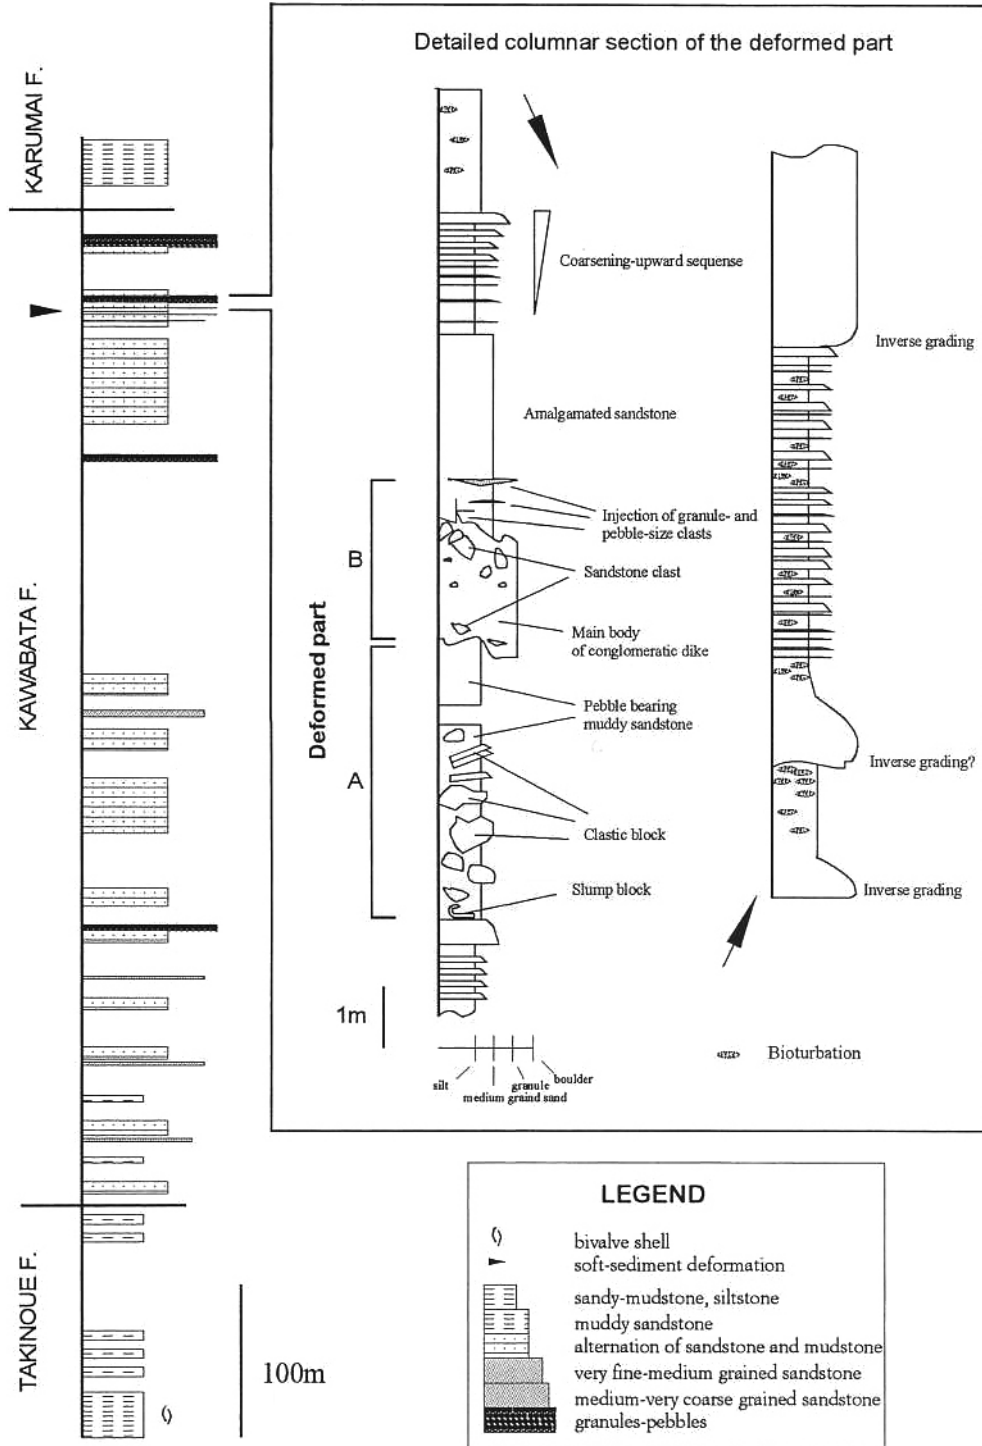 Detailed columnar section of the deformed part
KARUMAI F.
KAWABATA F.
TAKINOUE F.
100m
Coarsening-upward sequense
Amalgamated sandstone
Injection of granule- and
pebble-size clasts
Sandstone clast
Main body
of conglomeratic dike
Pebble bearing
muddy sandstone
Clastic block
Slump block
Deformed part
B
A
1m
silt
medium graind sand
granule
boulder
Inverse grading
Inverse grading?
Inverse grading
Bioturbation
LEGEND
bivalve shell
soft-sediment deformation
sandy-mudstone, siltstone
muddy sandstone
alternation of sandstone and mudstone
very fine-medium grained sandstone
medium-very coarse grained sandstone
granules-pebbles